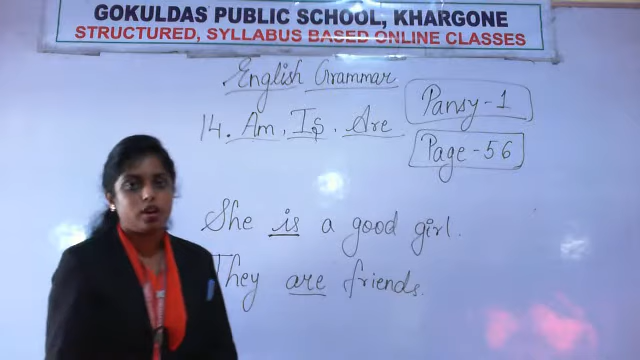 GOKULDAS PUBLIC SCHOOL, KHARGONE
STRUCTURED, SYLLABUS BASED ONLINE CLASSES
English Grammar
Pansy-1
14. Am, Is, Are
Page-56
She is a good girl.
They are friends.